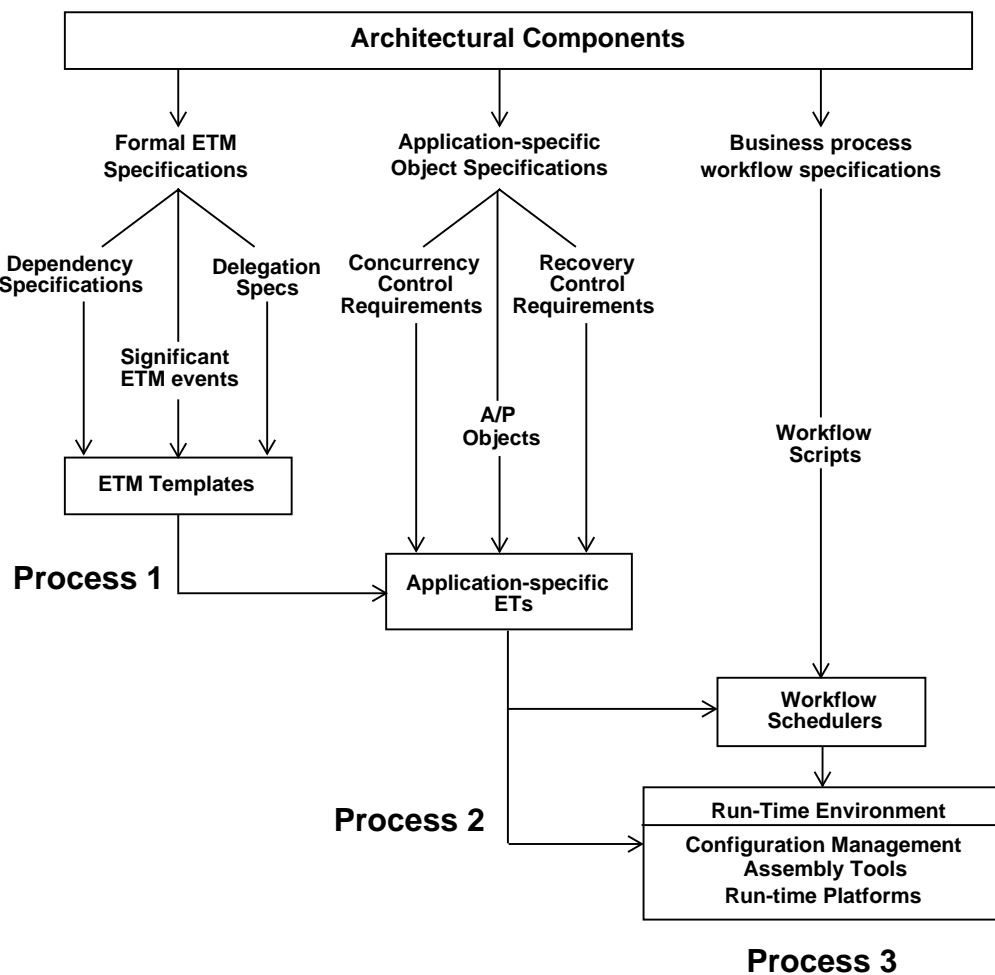 Architectural Components
Formal ETM
Specifications
Application-specific
Object Specifications
Business process
workflow specifications
Dependency
Specifications
Delegation
Specs
Concurrency
Control
Requirements
Recovery
Control
Requirements
Significant
ETM events
A/P
Objects
Workflow
Scripts
ETM Templates
Process 1
Application-specific
ETs
Workflow
Schedulers
Process 2
Run-Time Environment
Configuration Management
Assembly Tools
Run-time Platforms
Process 3